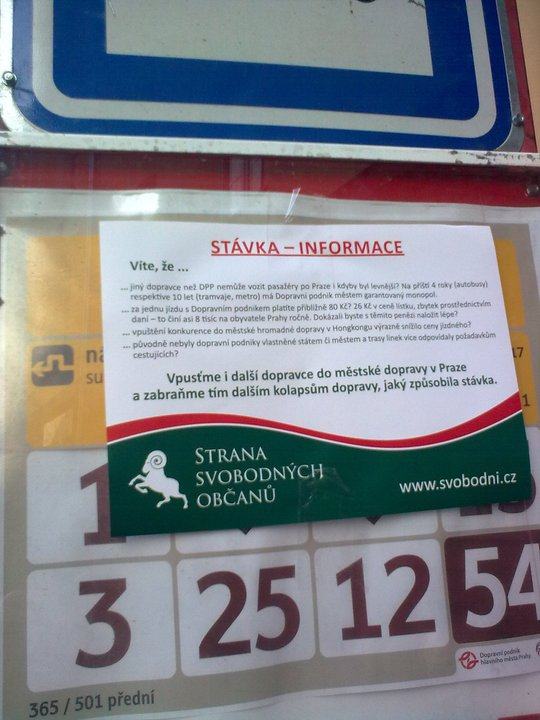 STÁVKA – INFORMACE
Víte, že ...
... jiný dopravce než DPP nemůže vozit pasažéry po Praze i kdyby byl levnější? Na příští 4 roky (autobusy)
respektive 10 let (tramvaje, metro) má Dopravní podnik městem garantovaný monopol.
... za jednu jízdu s Dopravním podnikem platíte přibližně 80 Kč? 26 Kč v ceně lístku, zbytek prostřednictvím
daní – to činí asi 8 tisíc na obyvatele Prahy ročně. Dokázali byste s těmito penězi naložit lépe?
... vpuštění konkurence do městské hromadné dopravy v Hongkongu výrazně snížilo ceny jízdného?
... původně nebyly dopravní podniky vlastněné státem či městem a trasy linek více odpovídaly požadavkům
cestujících?
Vpusťme i další dopravce do městské dopravy v Praze
a zabraňme tím dalším kolapsům dopravy, jaký způsobila stávka.
STRANA
SVOBODNÝCH
OBČANŮ
www.svobodni.cz
na
su
17
1
1
3
25
12
54
Dopravní podnik
hlavního města Prahy
365 / 501 přední